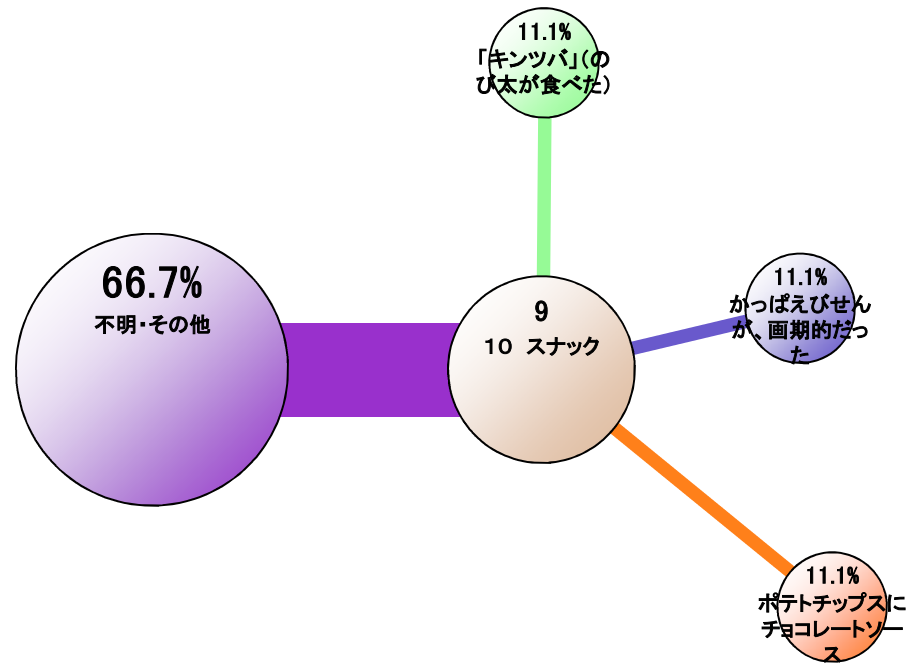 11.1%
「キンツバ」(の
び太が食べた)
66.7%
不明・その他
9
10 スナック
11.1%
かっぱえびせん
が、画期的だっ
た
11.1%
ポテトチップスに
チョコレートソー
ス